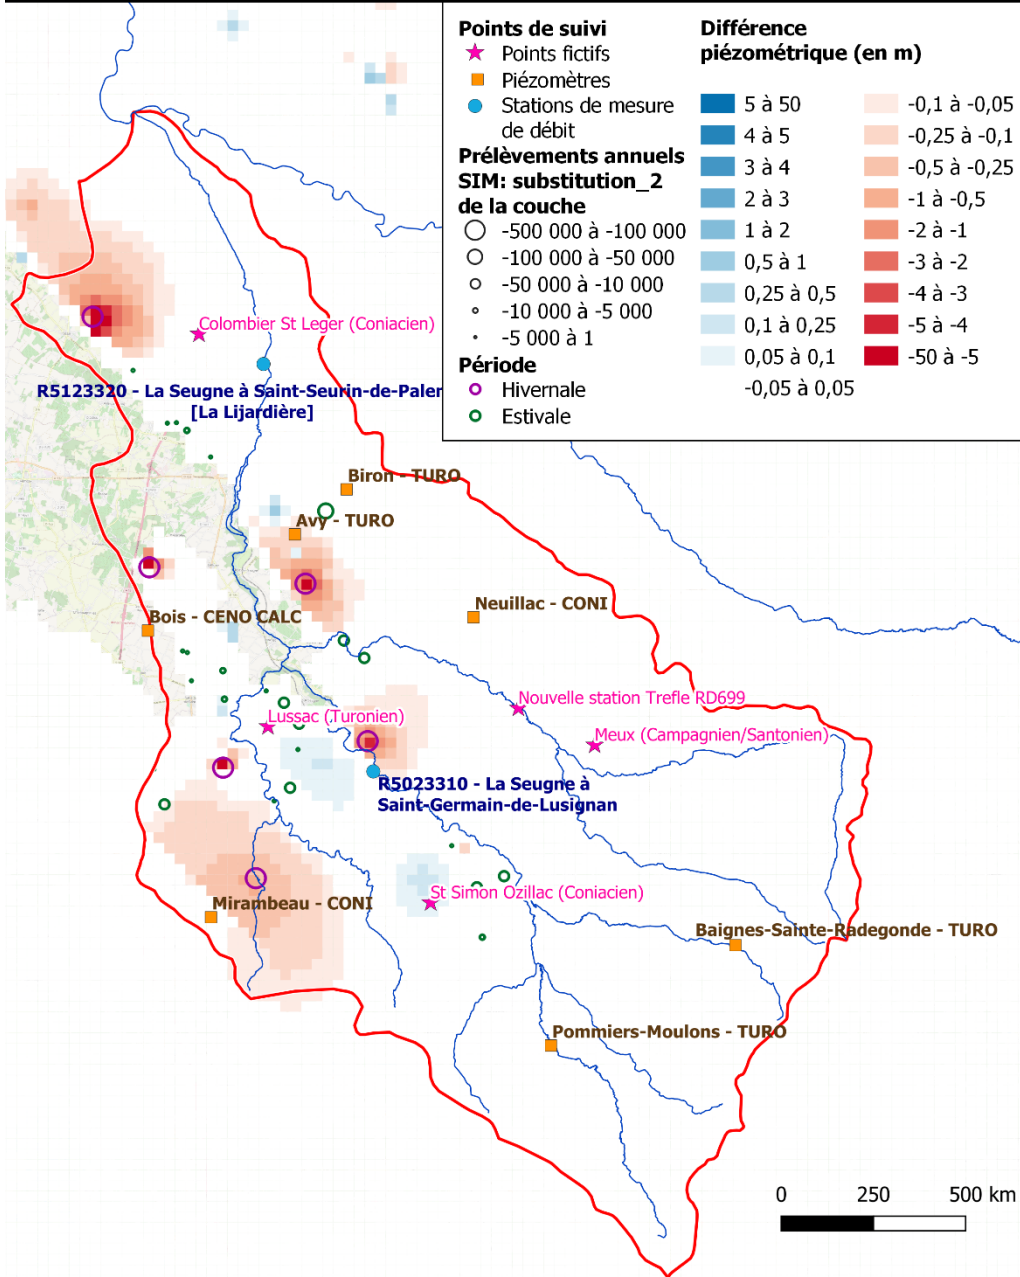 Points de suivi
Points fictifs
Piézomètres
Stations de mesure
de débit
Prélèvements annuels
SIM: substitution_2
de la couche
-500 000 à -100 000
-100 000 à -50 000
-50 000 à -10 000
-10 000 à -5 000
-5 000 à 1
Période
Hivernale
Estivale
Différence
piézométrique (en m)
5 à 50
4 à 5
3 à 4
2 à 3
1 à 2
0,5 à 1
0,25 à 0,5
0,1 à 0,25
0,05 à 0,1
-0,05 à 0,05
-0,1 à -0,05
-0,25 à -0,1
-0,5 à -0,25
-1 à -0,5
-2 à -1
-3 à -2
-4 à -3
-5 à -4
-50 à -5
Colombier St Leger (Coniacien)
R5123320 - La Seugne à Saint-Seurin-de-Paler
[La Lijardière]
Biron - TURO
Avy - TURO
Neuillac - CONI
Bois - CENO CALC
Nouvelle station Trefle RD699
Lussac (Turonien)
Meux (Campagnien/Santonien)
R5023310 - La Seugne à
Saint-Germain-de-Lusignan
St Simon Ozillac (Coniacien)
Mirambeau - CONI
Baignes-Sainte-Radegonde - TURO
Pommiers-Moulons - TURO
0 250 500 km